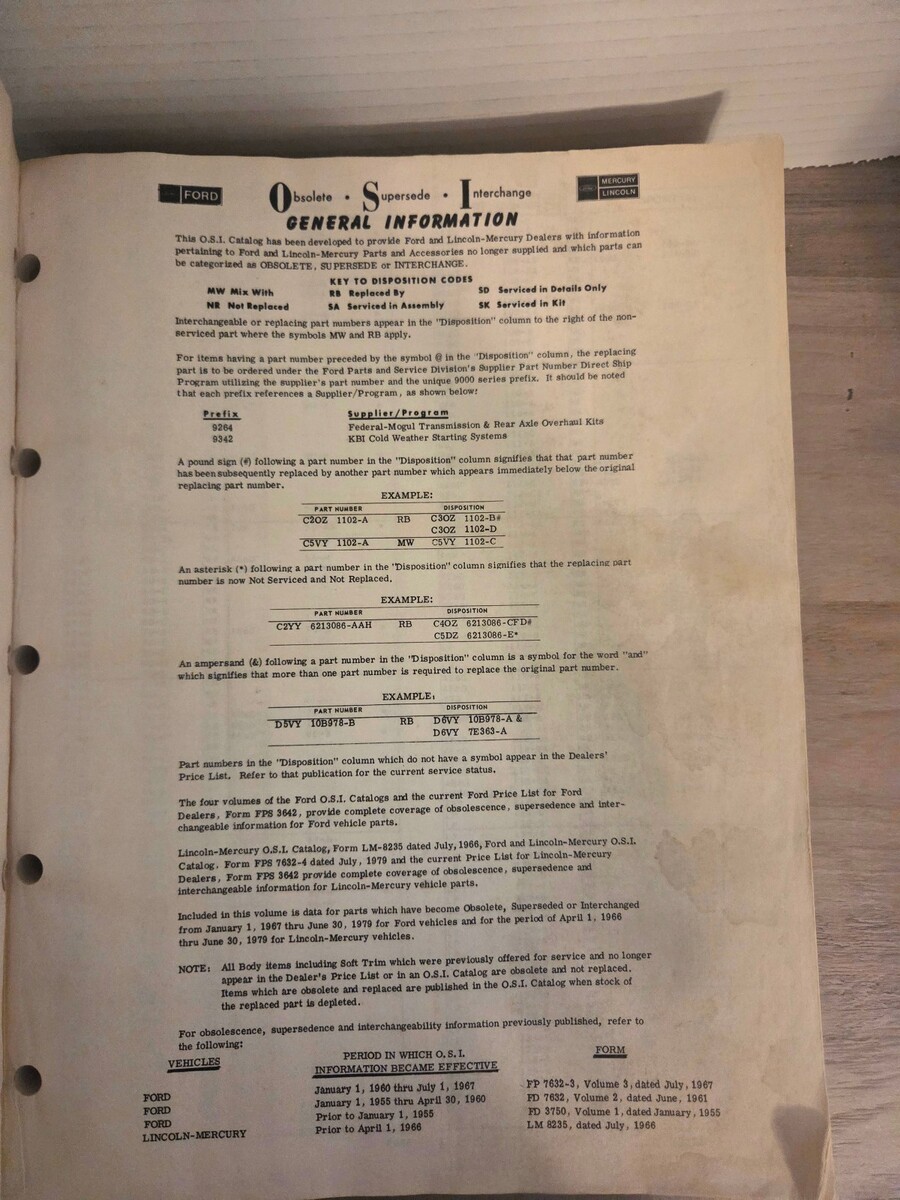 FORD
Obsolete • Supersede • Interchange
MERCURY
LINCOLN
GENERAL INFORMATION
This O.S.I. Catalog has been developed to provide Ford and Lincoln-Mercury Dealers with information
pertaining to Ford and Lincoln-Mercury Parts and Accessories no longer supplied and which parts can
be categorized as OBSOLETE, SUPERSEDE or INTERCHANGE.
KEY TO DISPOSITION CODES
MW Mix With RB Replaced By SD Serviced in Details Only
NR Not Replaced SA Serviced in Assembly SK Serviced in Kit
Interchangeable or replacing part numbers appear in the "Disposition" column to the right of the non-
serviced part where the symbols MW and RB apply.
For items having a part number preceded by the symbol @ in the "Disposition" column, the replacing
part is to be ordered under the Ford Parts and Service Division's Supplier Part Number Direct Ship
Program utilizing the supplier's part number and the unique 9000 series prefix. It should be noted
that each prefix references a Supplier/Program, as shown below:
Prefix Supplier/Program
9264 Federal-Mogul Transmission & Rear Axle Overhaul Kits
9342 KBI Cold Weather Starting Systems
A pound sign (#) following a part number in the "Disposition" column signifies that that part number
has been subsequently replaced by another part number which appears immediately below the original
replacing part number.
EXAMPLE:
PART NUMBER DISPOSITION
C2OZ 1102-A RB C3OZ 1102-B#
C3OZ 1102-D
C5VY 1102-A MW C5VY 1102-C
An asterisk (*) following a part number in the "Disposition" column signifies that the replacing part
number is now Not Serviced and Not Replaced.
EXAMPLE:
PART NUMBER DISPOSITION
C2YY 6213086-AAH RB C4OZ 6213086-CFD#
C5DZ 6213086-E*
An ampersand (&) following a part number in the "Disposition" column is a symbol for the word "and"
which signifies that more than one part number is required to replace the original part number.
EXAMPLE:
PART NUMBER DISPOSITION
D5VY 10B978-B RB D6VY 10B978-A &
D6VY 7E363-A
Part numbers in the "Disposition" column which do not have a symbol appear in the Dealers'
Price List. Refer to that publication for the current service status.
The four volumes of the Ford O.S.I. Catalogs and the current Ford Price List for Ford
Dealers, Form FPS 3642, provide complete coverage of obsolescence, supersedence and inter-
changeable information for Ford vehicle parts.
Lincoln-Mercury O.S.I. Catalog, Form LM-8235 dated July, 1966, Ford and Lincoln-Mercury O.S.I.
Catalog, Form FPS 7632-4 dated July, 1979 and the current Price List for Lincoln-Mercury
Dealers, Form FPS 3642 provide complete coverage of obsolescence, supersedence and
interchangeable information for Lincoln-Mercury vehicle parts.
Included in this volume is data for parts which have become Obsolete, Superseded or Interchanged
from January 1, 1967 thru June 30, 1979 for Ford vehicles and for the period of April 1, 1966
thru June 30, 1979 for Lincoln-Mercury vehicles.
NOTE: All Body items including Soft Trim which were previously offered for service and no longer
appear in the Dealer's Price List or in an O.S.I. Catalog are obsolete and not replaced.
Items which are obsolete and replaced are published in the O.S.I. Catalog when stock of
the replaced part is depleted.
For obsolescence, supersedence and interchangeability information previously published, refer to
the following:
VEHICLES PERIOD IN WHICH O.S.I. FORM
INFORMATION BECAME EFFECTIVE
FORD January 1, 1960 thru July 1, 1967 FP 7632-3, Volume 3, dated July, 1967
FORD January 1, 1955 thru April 30, 1960 FD 7632, Volume 2, dated June, 1961
FORD Prior to January 1, 1955 FD 3750, Volume 1, dated January, 1955
LINCOLN-MERCURY Prior to April 1, 1966 LM 8235, dated July, 1966